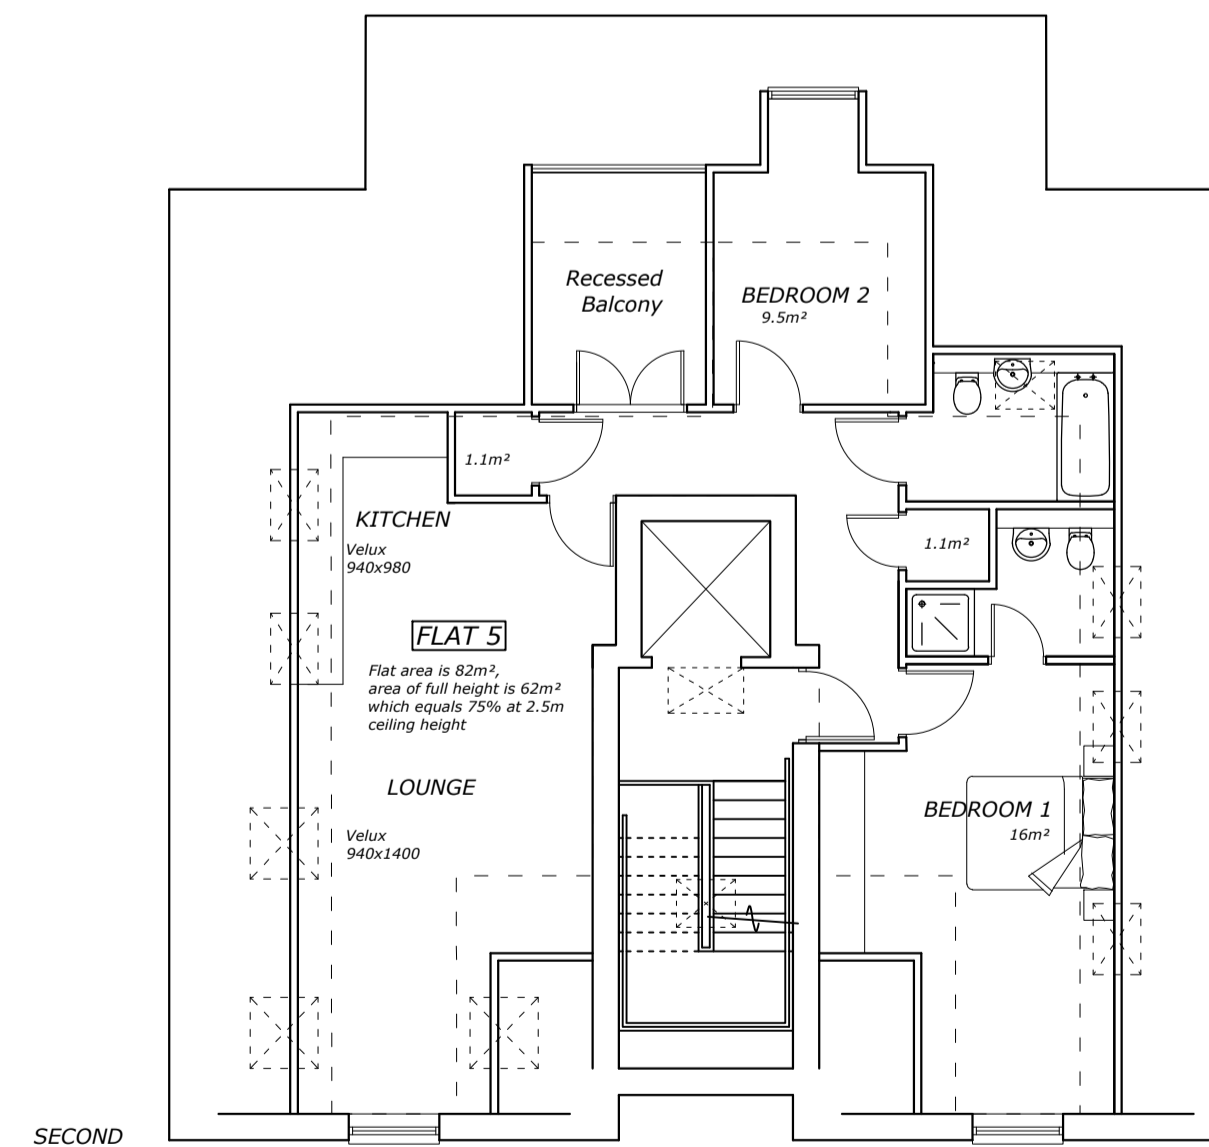 Recessed
Balcony
BEDROOM 2
9.5m²
1.1m²
KITCHEN
Velux
940x980
1.1m²
FLAT 5
Flat area is 82m²,
area of full height is 62m²
which equals 75% at 2.5m
ceiling height
LOUNGE
BEDROOM 1
16m²
Velux
940x1400
SECOND